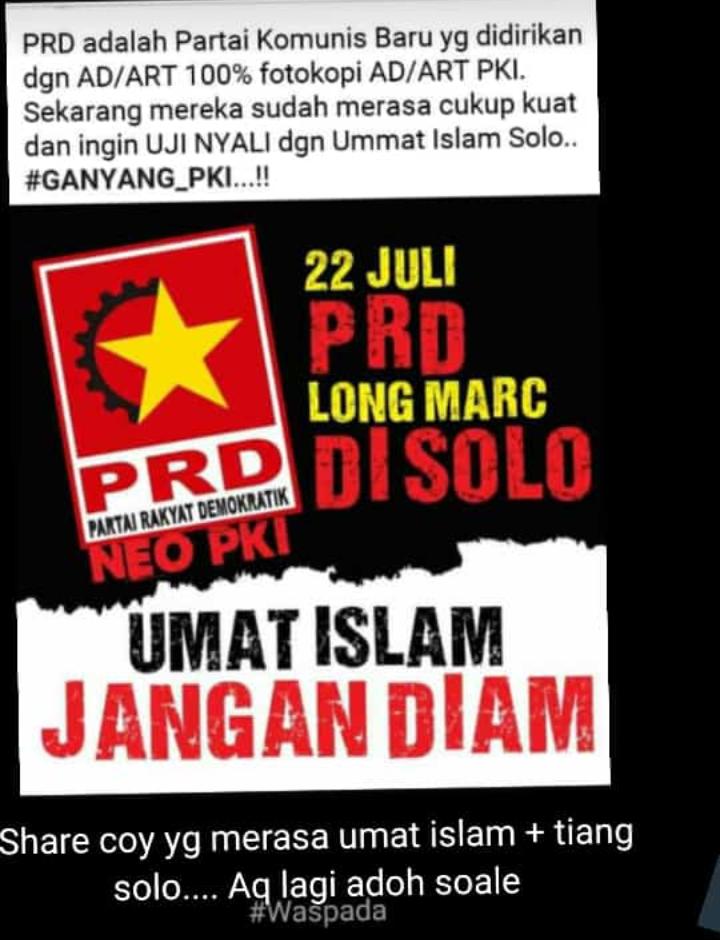 PRD adalah Partai Komunis Baru yg didirikan
dgn AD/ART 100% fotokopi AD/ART PKI.
Sekarang mereka sudah merasa cukup kuat
dan ingin UJI NYALI dgn Ummat Islam Solo..
#GANYANG_PKI...!!
22 JULI
PRD
LONG MARC
DI SOLO
PRD
PARTAI RAKYAT DEMOKRATIK
NEO PKI
UMAT ISLAM
JANGAN DIAM
Share coy yg merasa umat islam + tiang
solo.... Aq lagi adoh soale
#Waspada